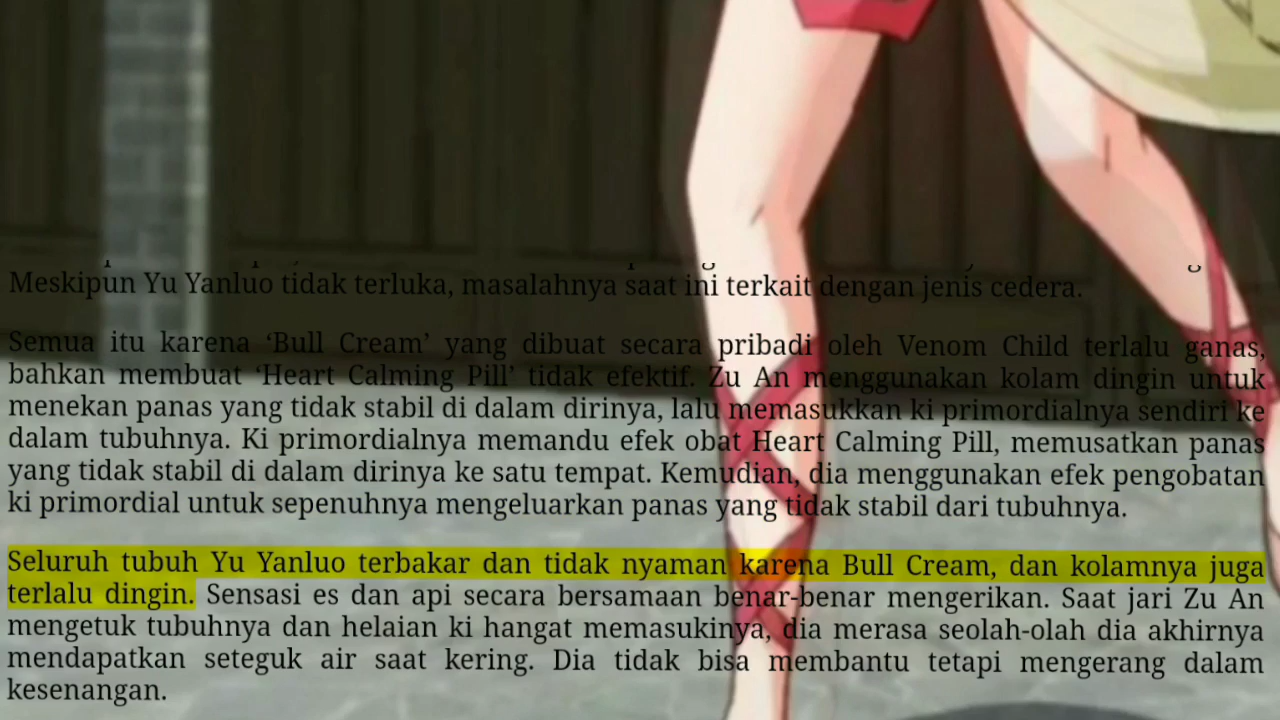 Meskipun Yu Yanluo tidak terluka, masalahnya saat ini terkait dengan jenis cedera.
Semua itu karena ‘Bull Cream’ yang dibuat secara pribadi oleh Venom Child terlalu ganas,
bahkan membuat ‘Heart Calming Pill’ tidak efektif. Zu An menggunakan kolam dingin untuk
menekan panas yang tidak stabil di dalam dirinya, lalu memasukkan ki primordialnya sendiri ke
dalam tubuhnya. Ki primordialnya memandu efek obat Heart Calming Pill, memusatkan panas
yang tidak stabil di dalam dirinya ke satu tempat. Kemudian, dia menggunakan efek pengobatan
ki primordial untuk sepenuhnya mengeluarkan panas yang tidak stabil dari tubuhnya.
Seluruh tubuh Yu Yanluo terbakar dan tidak nyaman karena Bull Cream, dan kolamnya juga
terlalu dingin. Sensasi es dan api secara bersamaan benar-benar mengerikan. Saat jari Zu An
mengetuk tubuhnya dan helaian ki hangat memasukinya, dia merasa seolah-olah dia akhirnya
mendapatkan seteguk air saat kering. Dia tidak bisa membantu tetapi mengerang dalam
kesenangan.